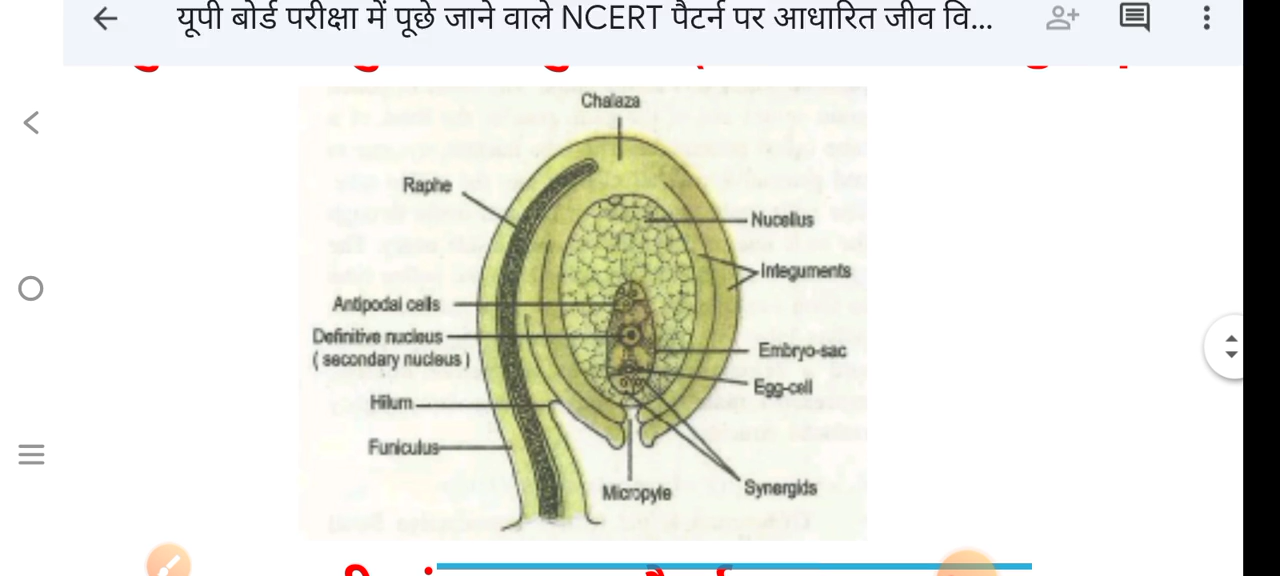 यूपी बोर्ड परीक्षा में पूछे जाने वाले NCERT पैटर्न पर आधारित जीव वि...
Chalaza
Raphe
Nucellus
Integuments
Antipodal cells
Definitive nucleus
( secondary nucleus )
Embryo-sac
Egg-cell
Hilum
Funiculus
Micropyle
Synergids